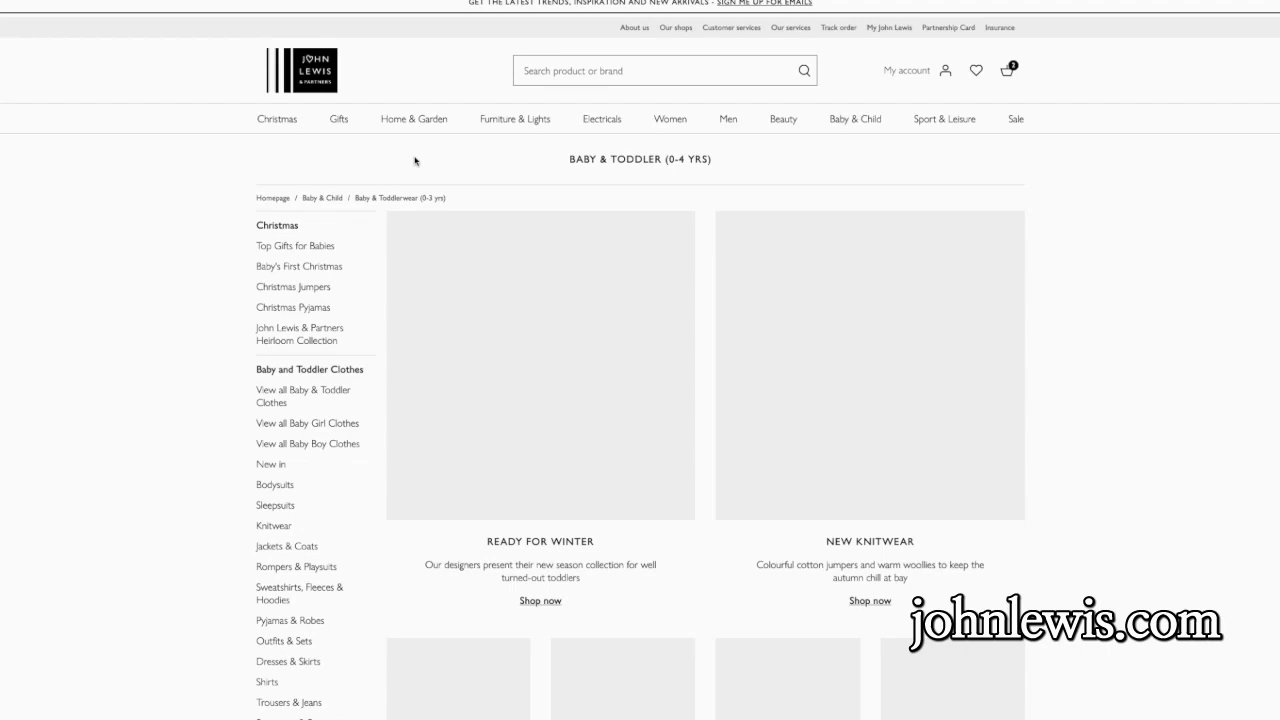 GET THE LATEST TRENDS, INSPIRATION AND NEW ARRIVALS - SIGN ME UP FOR EMAILS
About us Our shops Customer services Our services Track order My John Lewis Partnership Card Insurance
JOHN
LEWIS
& PARTNERS
Search product or brand
My account
2
Christmas Gifts Home & Garden Furniture & Lights Electricals Women Men Beauty Baby & Child Sport & Leisure Sale
BABY & TODDLER (0-4 YRS)
Homepage / Baby & Child / Baby & Toddlerwear (0-3 yrs)
Christmas
Top Gifts for Babies
Baby's First Christmas
Christmas Jumpers
Christmas Pyjamas
John Lewis & Partners
Heirloom Collection
Baby and Toddler Clothes
View all Baby & Toddler
Clothes
View all Baby Girl Clothes
View all Baby Boy Clothes
New in
Bodysuits
Sleepsuits
Knitwear
Jackets & Coats
Rompers & Playsuits
Sweatshirts, Fleeces &
Hoodies
Pyjamas & Robes
Outfits & Sets
Dresses & Skirts
Shirts
Trousers & Jeans
READY FOR WINTER
Our designers present their new season collection for well
turned-out toddlers
Shop now
NEW KNITWEAR
Colourful cotton jumpers and warm woollies to keep the
autumn chill at bay
Shop now
johnlewis.com